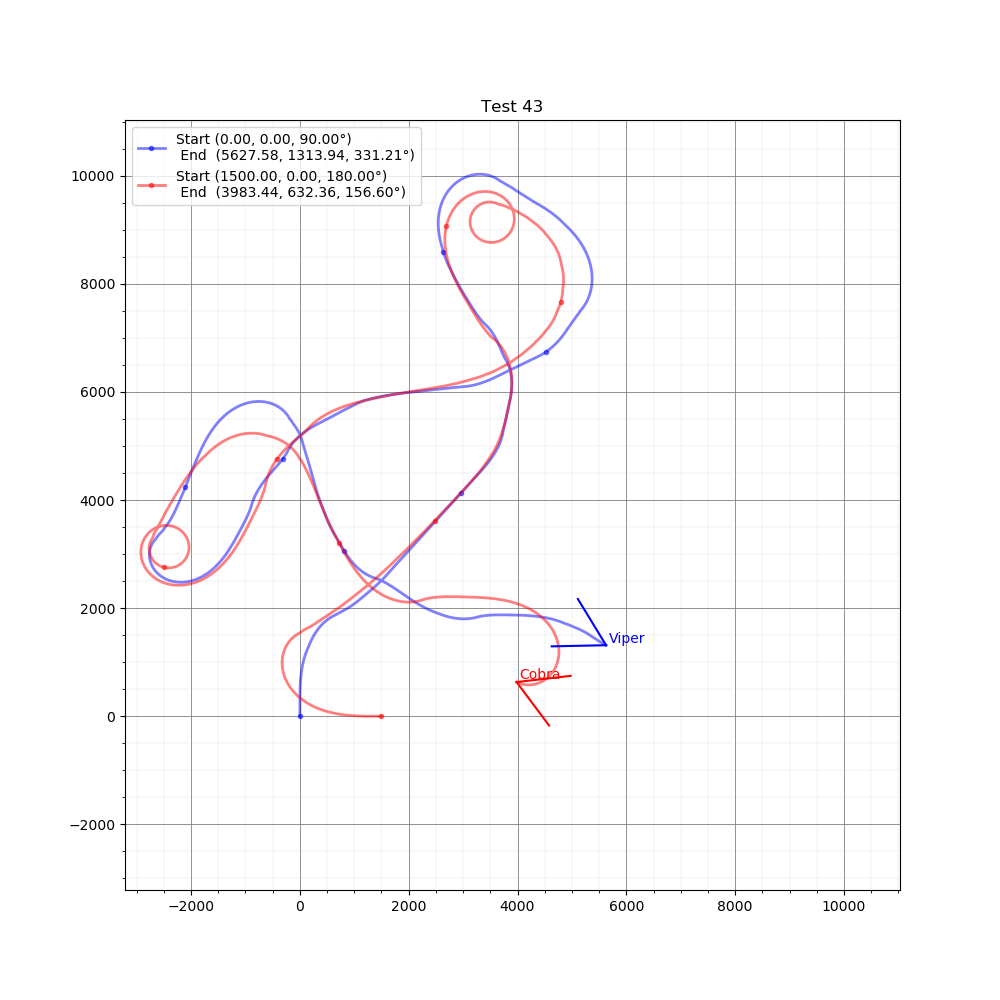 Test 43
Start (0.00, 0.00, 90.00°)
End (5627.58, 1313.94, 331.21°)
Start (1500.00, 0.00, 180.00°)
End (3983.44, 632.36, 156.60°)
10000
8000
6000
4000
2000
0
−2000
Viper
Cobra
−2000
0
2000
4000
6000
8000
10000